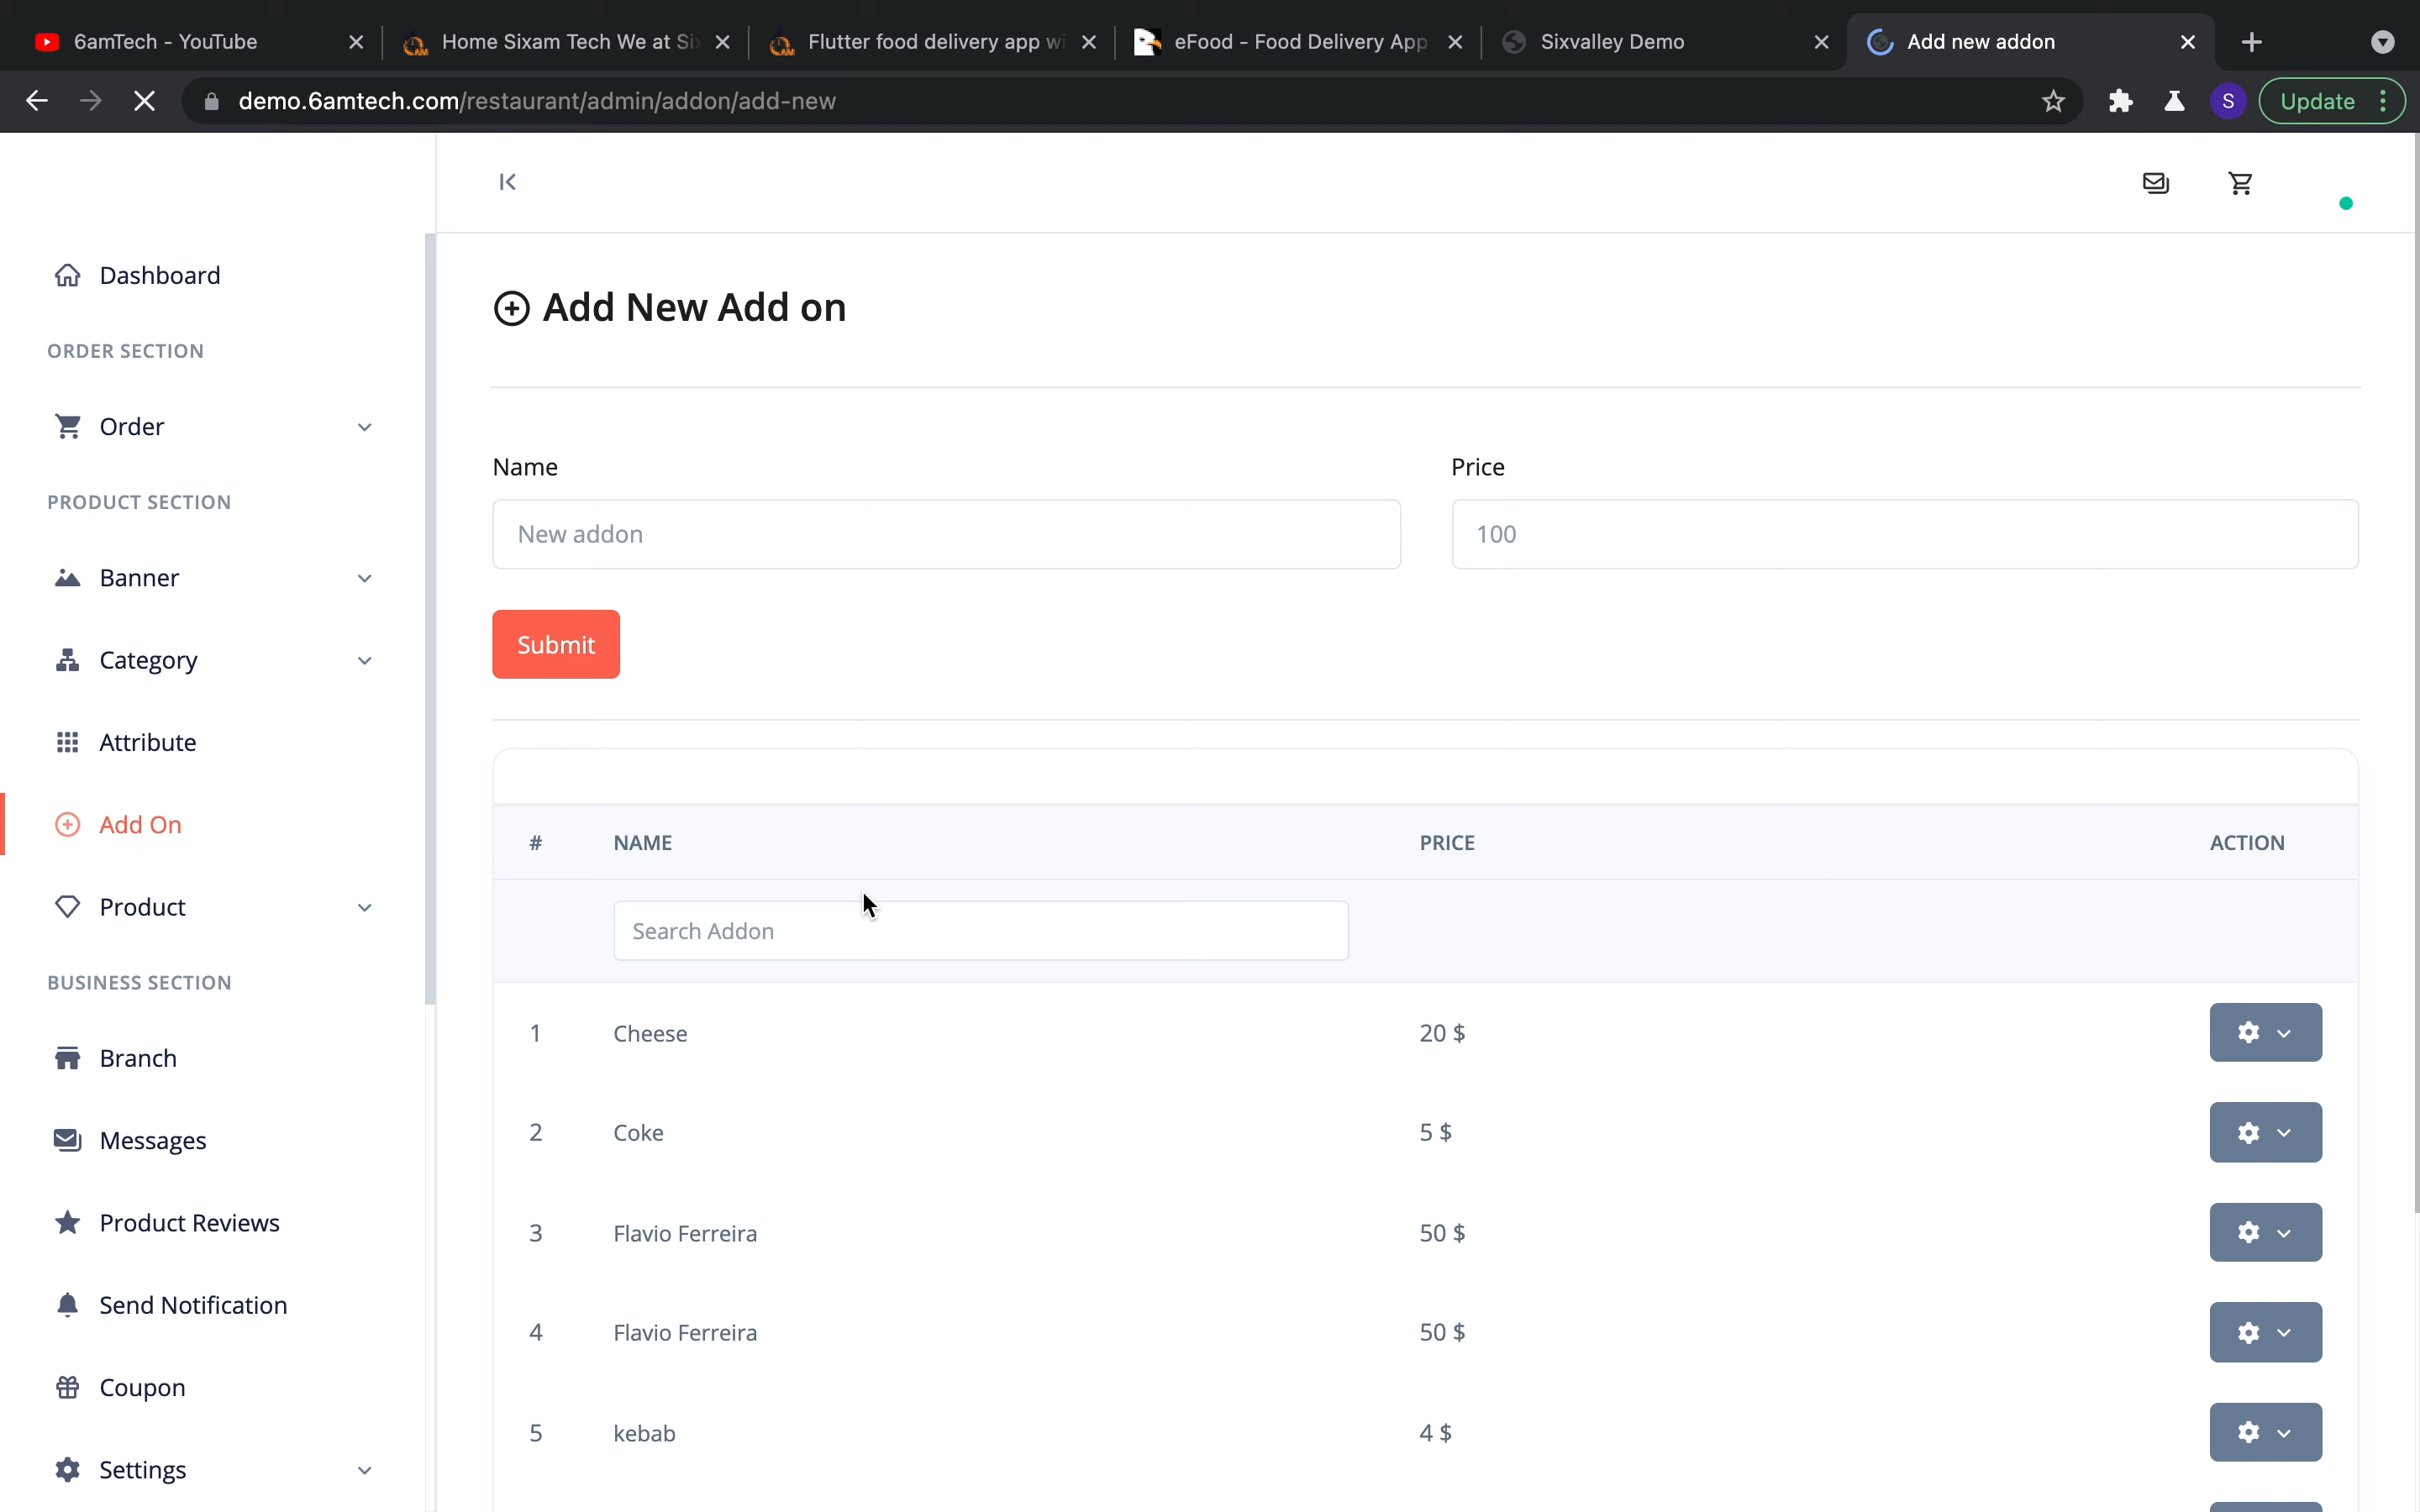 6amTech - YouTube
Home Sixam Tech We at Si
Flutter food delivery app wi
eFood - Food Delivery App
Sixvalley Demo
Add new addon
demo.6amtech.com/restaurant/admin/addon/add-new
S
Update
Dashboard
ORDER SECTION
Order
PRODUCT SECTION
Banner
Category
Attribute
Add On
Product
BUSINESS SECTION
Branch
Messages
Product Reviews
Send Notification
Coupon
Settings
Add New Add on
Name
Price
New addon
100
Submit
# NAME PRICE ACTION
Search Addon
1 Cheese 20 $
2 Coke 5 $
3 Flavio Ferreira 50 $
4 Flavio Ferreira 50 $
5 kebab 4 $